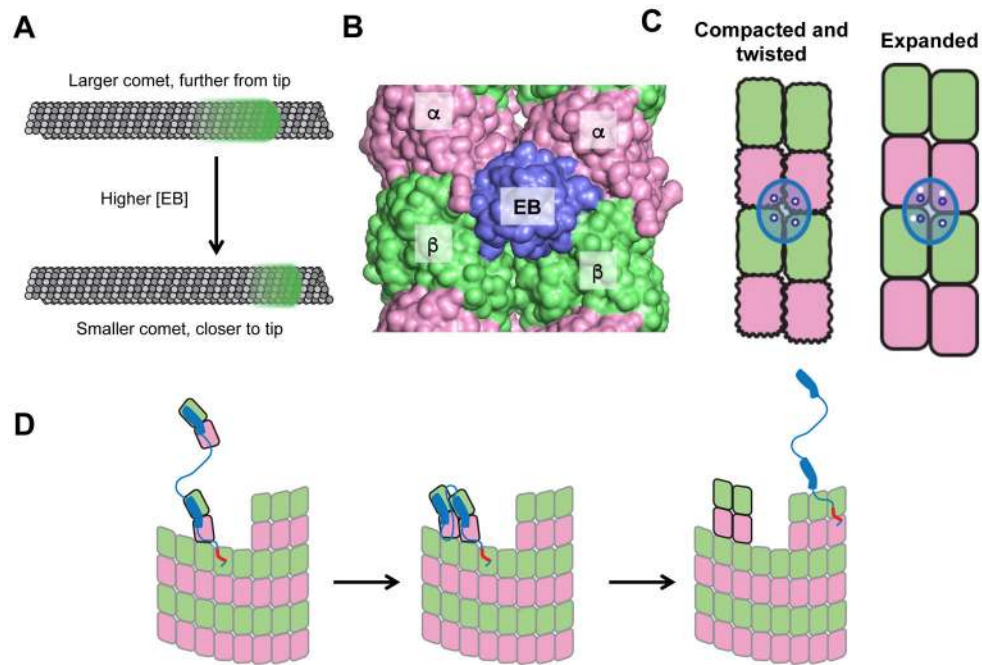 A
Larger comet, further from tip
Higher [EB]
Smaller comet, closer to tip
B
α
α
EB
β
β
C
Compacted and
twisted
Expanded
D